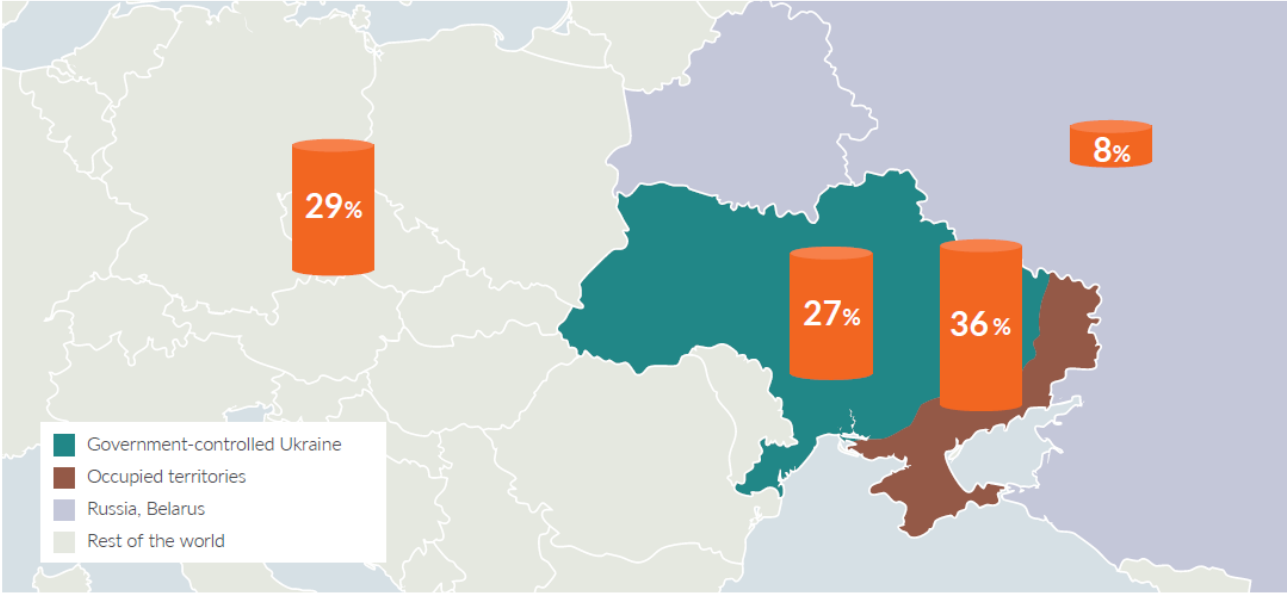 8%
29%
27%
36 %
Government-controlled Ukraine
Occupied territories
Russia, Belarus
Rest of the world